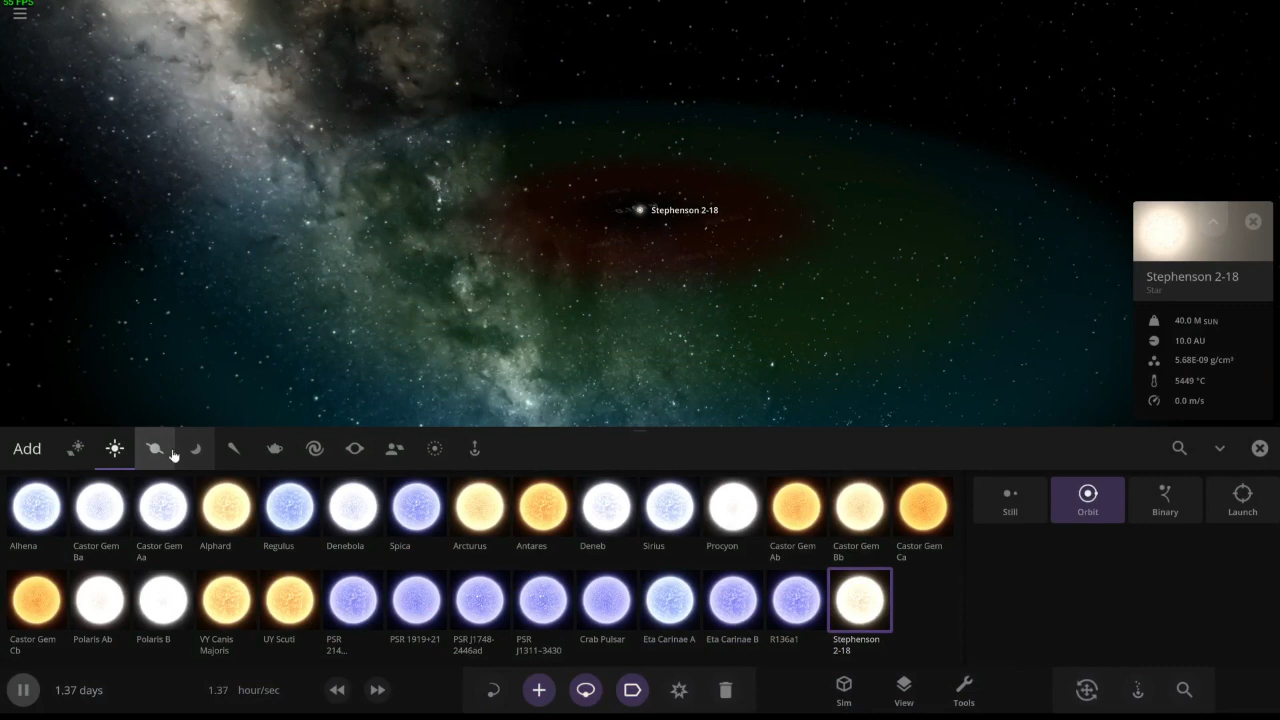 55 FPS
Stephenson 2-18
Stephenson 2-18
Star
40.0 M SUN
10.0 AU
5.68E-09 g/cm³
5449 °C
0.0 m/s
Add
Alhena
Castor Gem
Ba
Castor Gem
Aa
Alphard
Regulus
Denebola
Spica
Arcturus
Antares
Deneb
Sirius
Procyon
Castor Gem
Ab
Castor Gem
Bb
Castor Gem
Ca
Still
Orbit
Binary
Launch
Castor Gem
Cb
Polaris Ab
Polaris B
VY Canis
Majoris
UY Scuti
PSR
214...
PSR 1919+21
PSR J1748-
2446ad
PSR
J1311–3430
Crab Pulsar
Eta Carinae A
Eta Carinae B
R136a1
Stephenson
2-18
1.37 days
1.37 hour/sec
Sim
View
Tools